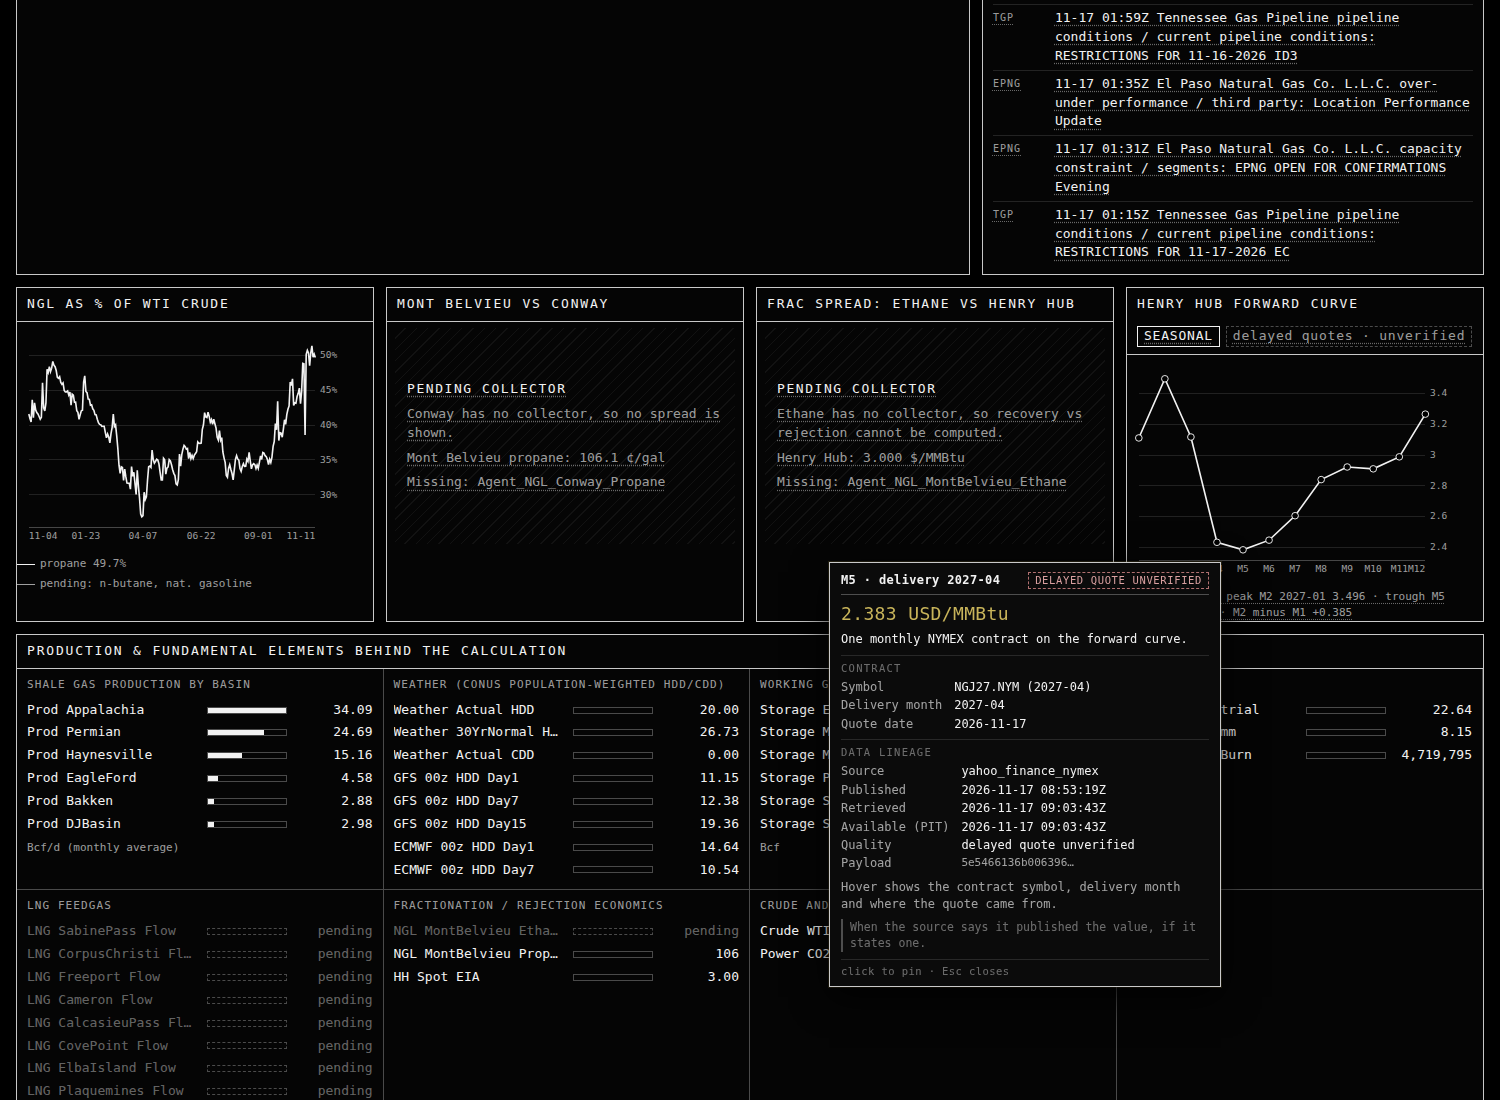 TGP
11-17 01:59Z Tennessee Gas Pipeline pipeline
conditions / current pipeline conditions:
RESTRICTIONS FOR 11-16-2026 ID3
EPNG
11-17 01:35Z El Paso Natural Gas Co. L.L.C. over-
under performance / third party: Location Performance
Update
EPNG
11-17 01:31Z El Paso Natural Gas Co. L.L.C. capacity
constraint / segments: EPNG OPEN FOR CONFIRMATIONS
Evening
TGP
11-17 01:15Z Tennessee Gas Pipeline pipeline
conditions / current pipeline conditions:
RESTRICTIONS FOR 11-17-2026 EC
NGL AS % OF WTI CRUDE
50%
45%
40%
35%
30%
11-04 01-23 04-07 06-22 09-01 11-11
propane 49.7%
pending: n-butane, nat. gasoline
MONT BELVIEU VS CONWAY
PENDING COLLECTOR
Conway has no collector, so no spread is
shown.
Mont Belvieu propane: 106.1 ¢/gal
Missing: Agent_NGL_Conway_Propane
FRAC SPREAD: ETHANE VS HENRY HUB
PENDING COLLECTOR
Ethane has no collector, so recovery vs
rejection cannot be computed.
Henry Hub: 3.000 $/MMBtu
Missing: Agent_NGL_MontBelvieu_Ethane
HENRY HUB FORWARD CURVE
SEASONAL
delayed quotes · unverified
3.4
3.2
3
2.8
2.6
2.4
M5 M6 M7 M8 M9 M10 M11 M12
peak M2 2027-01 3.496 · trough M5
· M2 minus M1 +0.385
M5 · delivery 2027-04
DELAYED QUOTE UNVERIFIED
2.383 USD/MMBtu
One monthly NYMEX contract on the forward curve.
CONTRACT
Symbol NGJ27.NYM (2027-04)
Delivery month 2027-04
Quote date 2026-11-17
DATA LINEAGE
Source yahoo_finance_nymex
Published 2026-11-17 08:53:19Z
Retrieved 2026-11-17 09:03:43Z
Available (PIT) 2026-11-17 09:03:43Z
Quality delayed quote unverified
Payload 5e5466136b006396…
Hover shows the contract symbol, delivery month
and where the quote came from.
When the source says it published the value, if it
states one.
click to pin · Esc closes
PRODUCTION & FUNDAMENTAL ELEMENTS BEHIND THE CALCULATION
SHALE GAS PRODUCTION BY BASIN
Prod Appalachia 34.09
Prod Permian 24.69
Prod Haynesville 15.16
Prod EagleFord 4.58
Prod Bakken 2.88
Prod DJBasin 2.98
Bcf/d (monthly average)
WEATHER (CONUS POPULATION-WEIGHTED HDD/CDD)
Weather Actual HDD 20.00
Weather 30YrNormal H… 26.73
Weather Actual CDD 0.00
GFS 00z HDD Day1 11.15
GFS 00z HDD Day7 12.38
GFS 00z HDD Day15 19.36
ECMWF 00z HDD Day1 14.64
ECMWF 00z HDD Day7 10.54
WORKING G
Storage E
Storage M
Storage M
Storage P
Storage S
Storage S
Bcf
trial 22.64
mm 8.15
Burn 4,719,795
LNG FEEDGAS
LNG SabinePass Flow pending
LNG CorpusChristi Fl… pending
LNG Freeport Flow pending
LNG Cameron Flow pending
LNG CalcasieuPass Fl… pending
LNG CovePoint Flow pending
LNG ElbaIsland Flow pending
LNG Plaquemines Flow pending
FRACTIONATION / REJECTION ECONOMICS
NGL MontBelvieu Etha… pending
NGL MontBelvieu Prop… 106
HH Spot EIA 3.00
CRUDE AND
Crude WTI
Power CO2